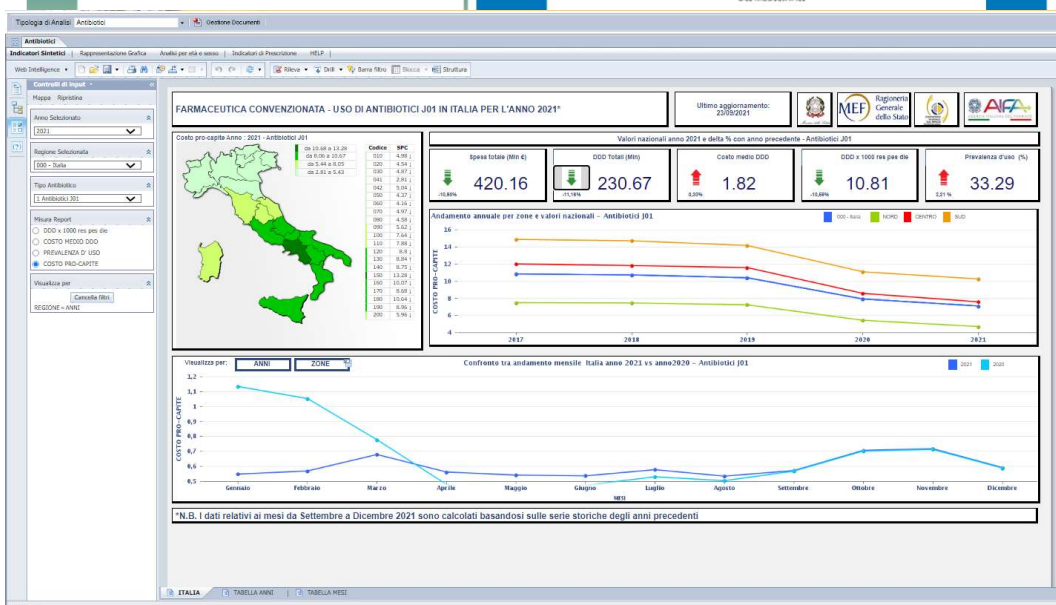 Tipologia di Analisi Antibiotici Gestione Documenti
Antibiotici
Indicatori Sintetici | Rappresentazione Grafica Analisi per età e sesso | Indicatori di Prescrizione HELP |
Web Intelligence Rileva Drill Barra filtro Blocca Struttura
Controlli di input
Mappa Ripristina
Anno Selezionato
2021
Regione Selezionata
000 - Italia
Tipo Antibiotico
1 Antibiotici J01
Misura Report
DDD x 1000 res pes die
COSTO MEDIO DDD
PREVALENZA D' USO
COSTO PRO-CAPITE
Visualizza per
Cancella filtri
REGIONE = ANNI
FARMACEUTICA CONVENZIONATA - USO DI ANTIBIOTICI J01 IN ITALIA PER L'ANNO 2021*
Ultimo aggiornamento:
23/09/2021
MEF
Ragioneria
Generale
dello Stato
AIFA
Costo pro-capite Anno : 2021 - Antibiotici J01
da 10.68 a 13.28
da 8.06 a 10.67
da 5.44 a 8.05
da 2.81 a 5.43
Codice SPC
010 4.98
020 4.54
030 4.87
041 2.81
042 5.04
050 4.37
060 4.16
070 4.97
080 4.58
090 5.62
100 7.64
110 7.88
120 8.8
130 8.84
140 8.75
150 13.28
160 10.07
170 8.68
180 10.64
190 8.96
200 5.96
Valori nazionali anno 2021 e delta % con anno precedente - Antibiotici J01
Spesa totale (Mln €)
420.16
DDD Totali (Mln)
230.67
-11,16%
Costo medio DDD
1.82
DDD x 1000 res pes die
10.81
Prevalenza d'uso (%)
33.29
Andamento annuale per zone e valori nazionali - Antibiotici J01
000 - Italia NORD CENTRO SUD
COSTO PRO-CAPITE
16
14
12
10
8
6
4
2017 2018 2019 2020 2021
Visualizza per: ANNI ZONE
Confronto tra andamento mensile Italia anno 2021 vs anno2020 - Antibiotici J01
2021 2020
COSTO PRO-CAPITE
1,2
1,1
1
0,9
0,8
0,7
0,6
0,5
Gennaio Febbraio Marzo Aprile Maggio Giugno Luglio Agosto Settembre Ottobre Novembre Dicembre
MESI
*N.B. I dati relativi ai mesi da Settembre a Dicembre 2021 sono calcolati basandosi sulle serie storiche degli anni precedenti
ITALIA TABELLA ANNI | TABELLA MESI